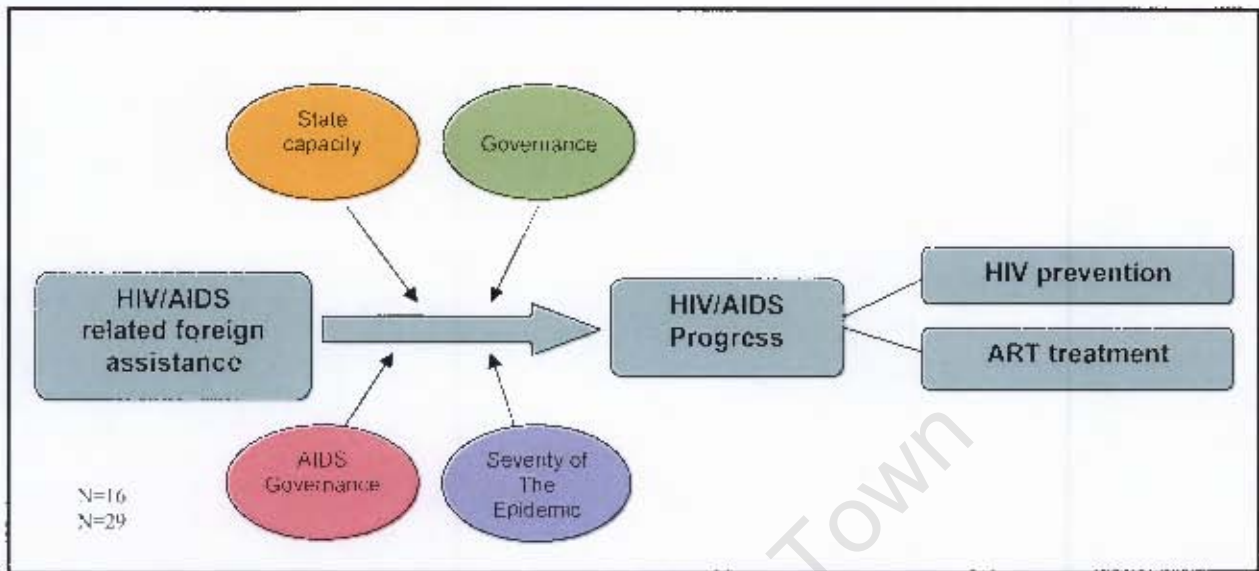 State
capacity
Governance
HIV/AIDS
related foreign
assistance
HIV/AIDS
Progress
HIV prevention
ART treatment
AIDS
Governance
Severity of
The
Epidemic
N=16
N=29
Town